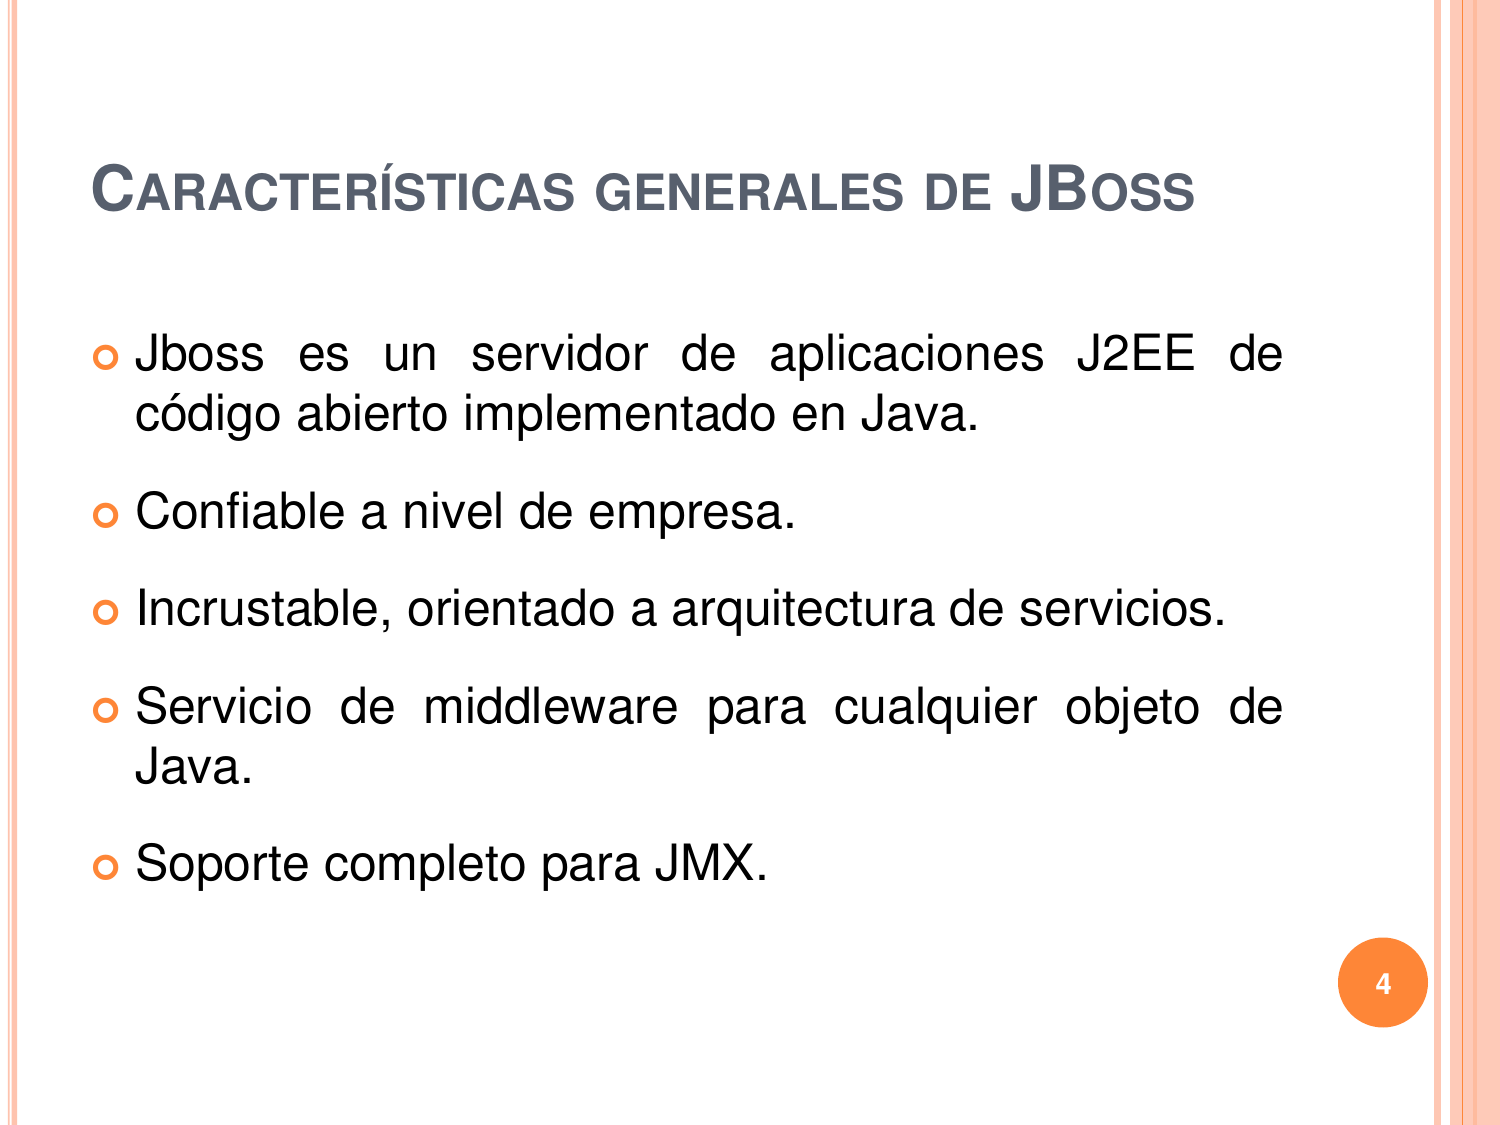 CARACTERÍSTICAS GENERALES DE JBOSS
Jboss es un servidor de aplicaciones J2EE de
código abierto implementado en Java.
Confiable a nivel de empresa.
Incrustable, orientado a arquitectura de servicios.
Servicio de middleware para cualquier objeto de
Java.
Soporte completo para JMX.
4